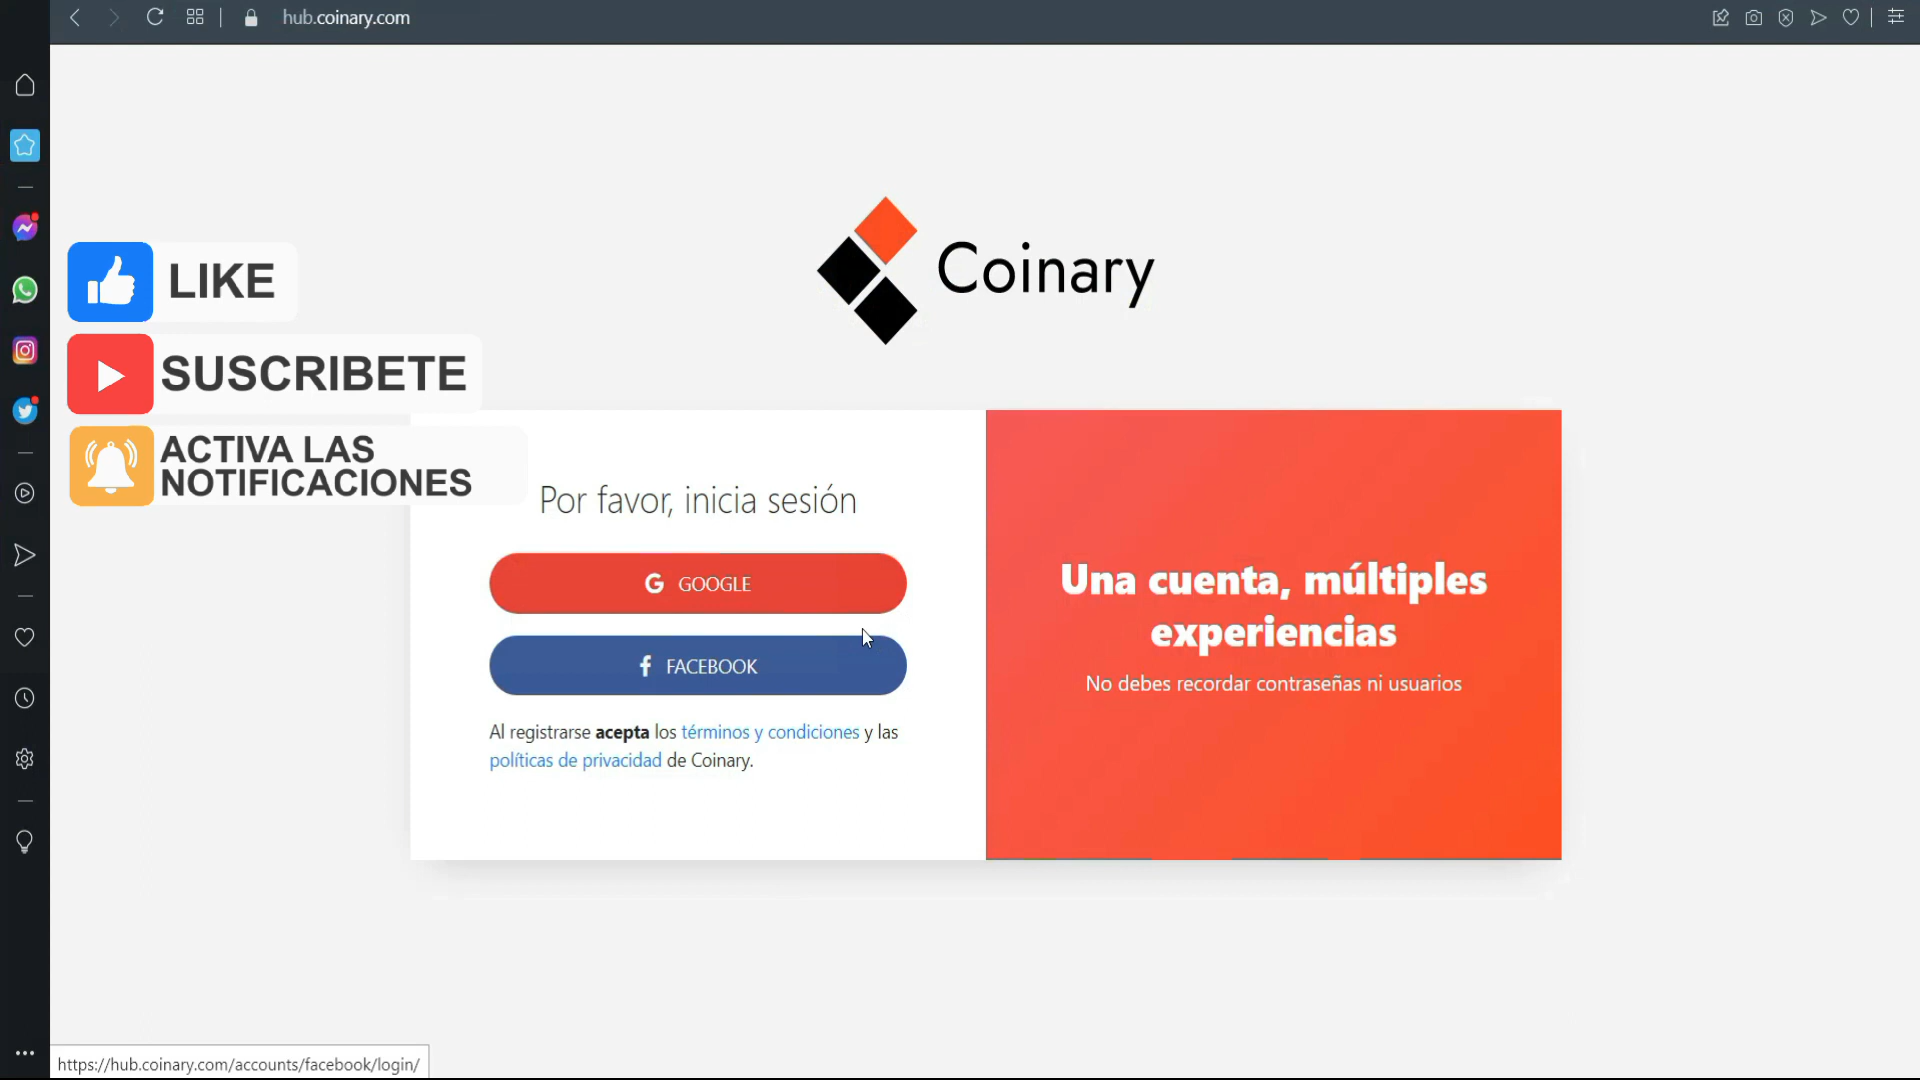 hub.coinary.com
Coinary
LIKE
SUSCRIBETE
ACTIVA LAS
NOTIFICACIONES
Por favor, inicia sesión
GOOGLE
FACEBOOK
Al registrarse acepta los términos y condiciones y las
políticas de privacidad de Coinary.
Una cuenta, múltiples
experiencias
No debes recordar contraseñas ni usuarios
https://hub.coinary.com/accounts/facebook/login/